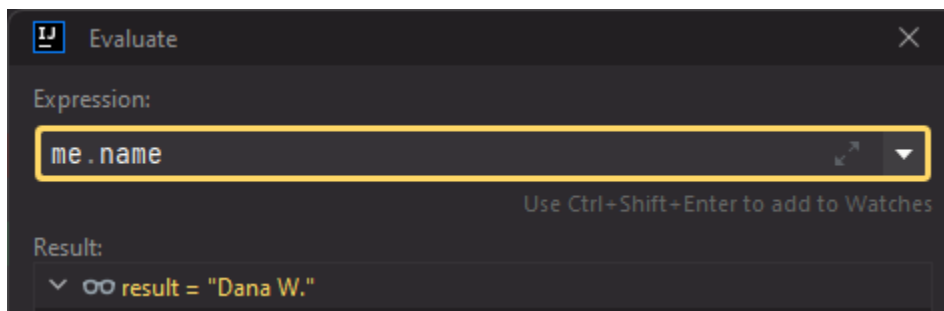 IJ
Evaluate
Expression:
me.name
Use Ctrl+Shift+Enter to add to Watches
Result:
result = "Dana W."